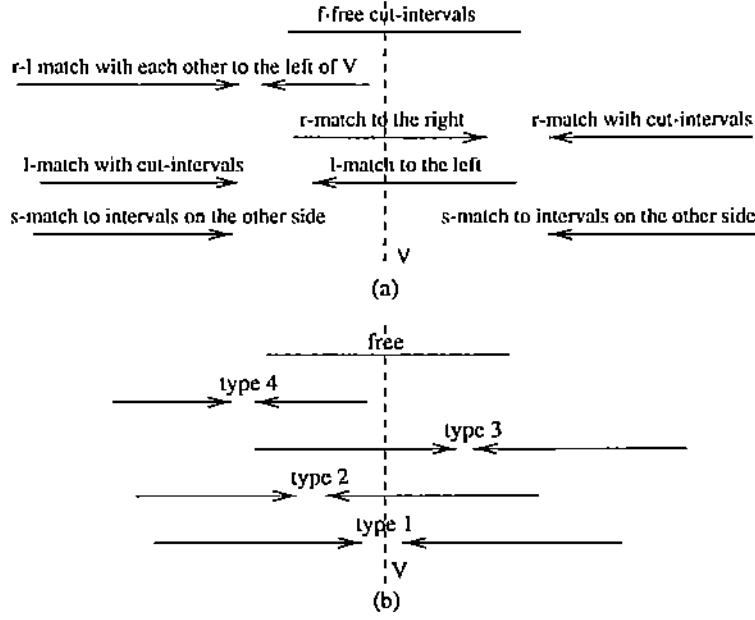 f-free cut-intervals
r-l match with each other to the left of V
r-match to the right
r-match with cut-intervals
l-match with cut-intervals
l-match to the left
s-match to intervals on the other side
s-match to intervals on the other side
V
(a)
free
type 4
type 3
type 2
type 1
V
(b)